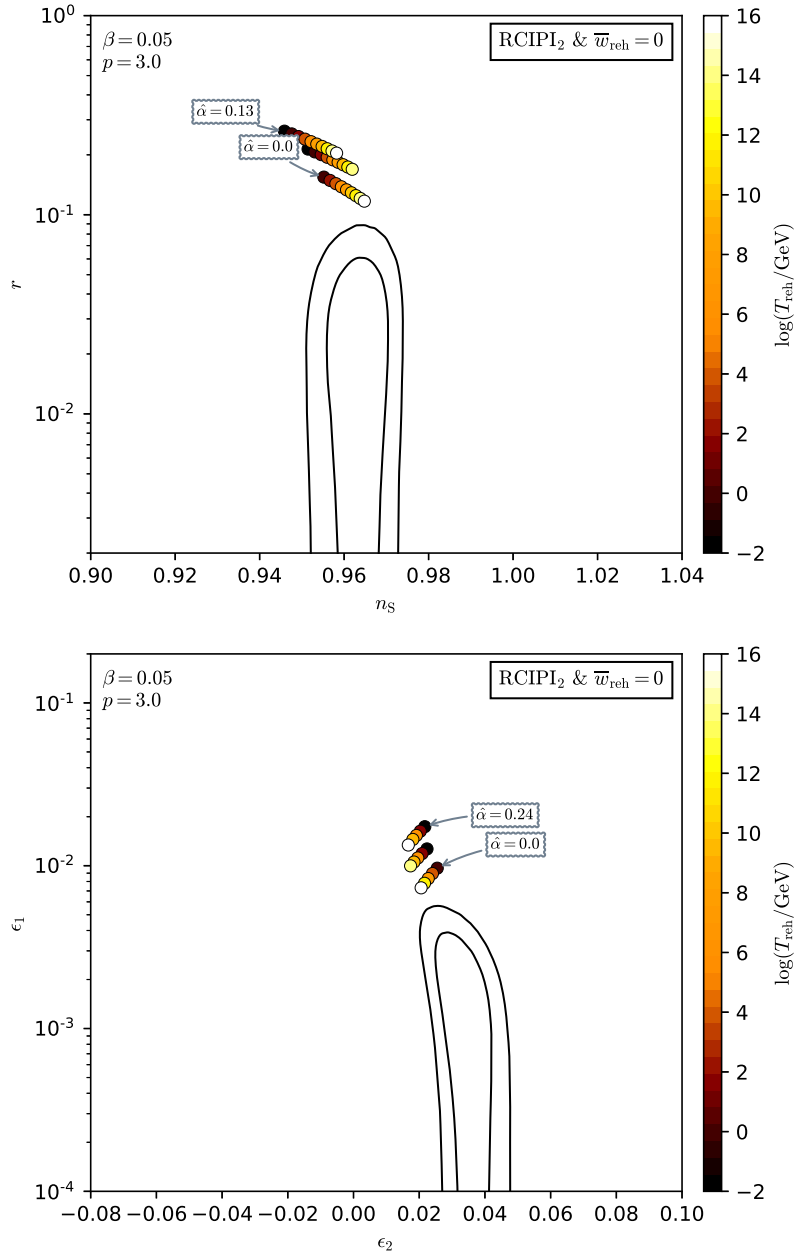 10⁰
10⁻¹
10⁻²
r
β = 0.05
p = 3.0
RCIPI₂ & w̅_reh = 0
α̂ = 0.13
α̂ = 0.0
0.90 0.92 0.94 0.96 0.98 1.00 1.02 1.04
n_S
16
14
12
10
8
6
4
2
0
−2
log(T_reh/GeV)
10⁻¹
10⁻²
10⁻³
10⁻⁴
ϵ₁
β = 0.05
p = 3.0
RCIPI₂ & w̅_reh = 0
α̂ = 0.24
α̂ = 0.0
−0.08 −0.06 −0.04 −0.02 0.00 0.02 0.04 0.06 0.08 0.10
ϵ₂
16
14
12
10
8
6
4
2
0
−2
log(T_reh/GeV)